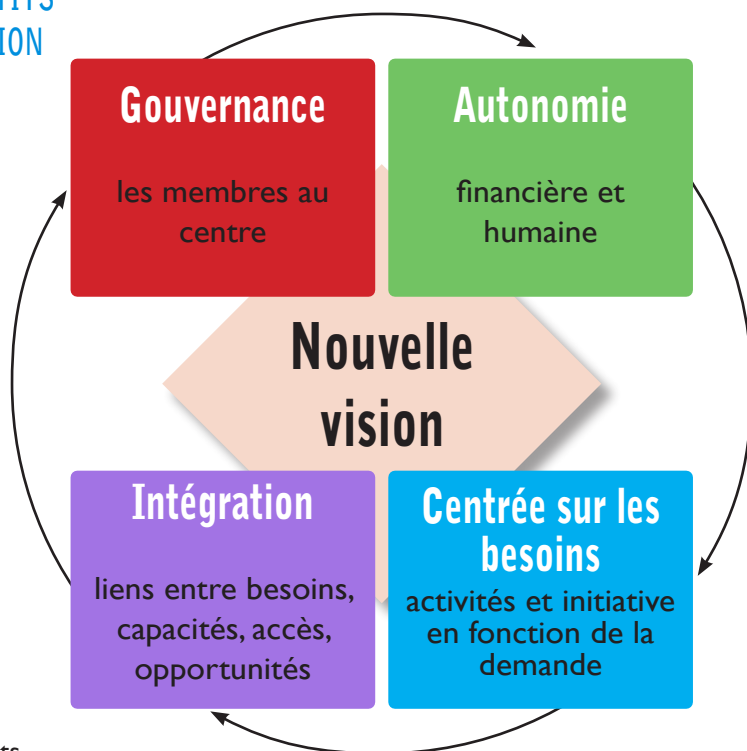 ION
Gouvernance
les membres au
centre
Autonomie
financière et
humaine
Nouvelle
vision
Intégration
liens entre besoins,
capacités, accès,
opportunités
Centrée sur les
besoins
activités et initiative
en fonction de la
demande